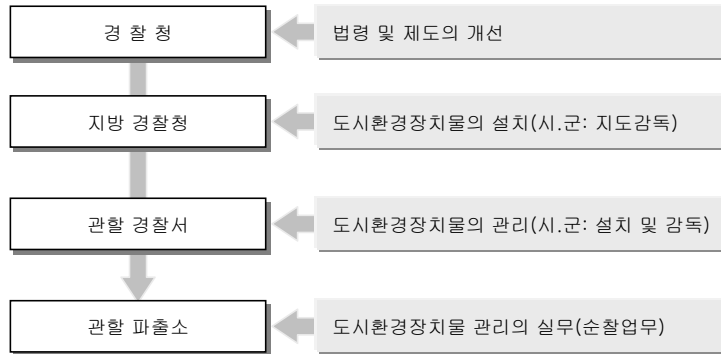 경 찰 청
법령 및 제도의 개선
지방 경찰청
도시환경장치물의 설치(시.군: 지도감독)
관할 경찰서
도시환경장치물의 관리(시.군: 설치 및 감독)
관할 파출소
도시환경장치물 관리의 실무(순찰업무)